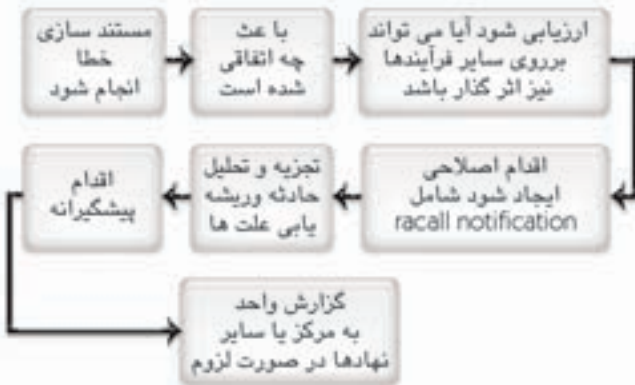 مستند سازی
خطا
انجام شود
با عث
چه اتفاقی
شده است
ارزیابی شود آیا می تواند
برروی سایر فرآیندها
نیز اثر گذار باشد
اقدام اصلاحی
ایجاد شود شامل
racall notification
تجزیه و تحلیل
حادثه وریشه
یابی علت ها
اقدام
پیشگیرانه
گزارش واحد
به مرکز یا سایر
نهادها در صورت لزوم